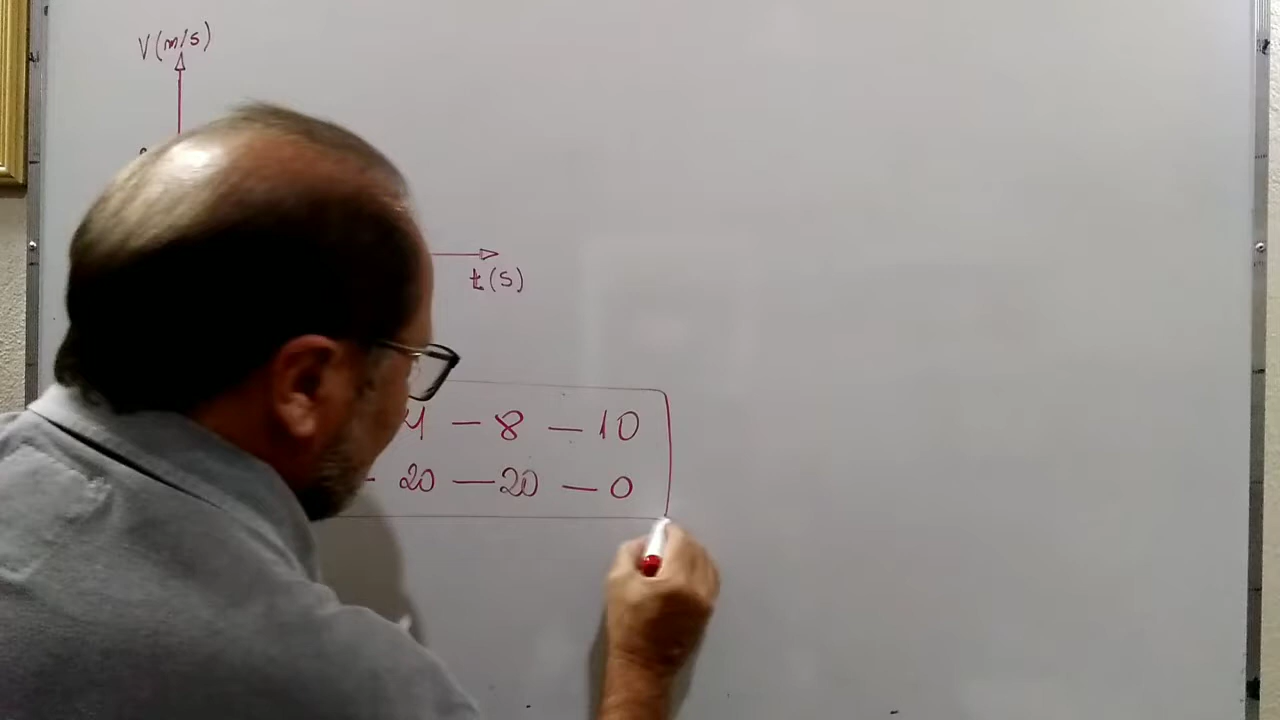 V(m/s)
t(s)
4 — 8 — 10
- 20 — 20 — 0